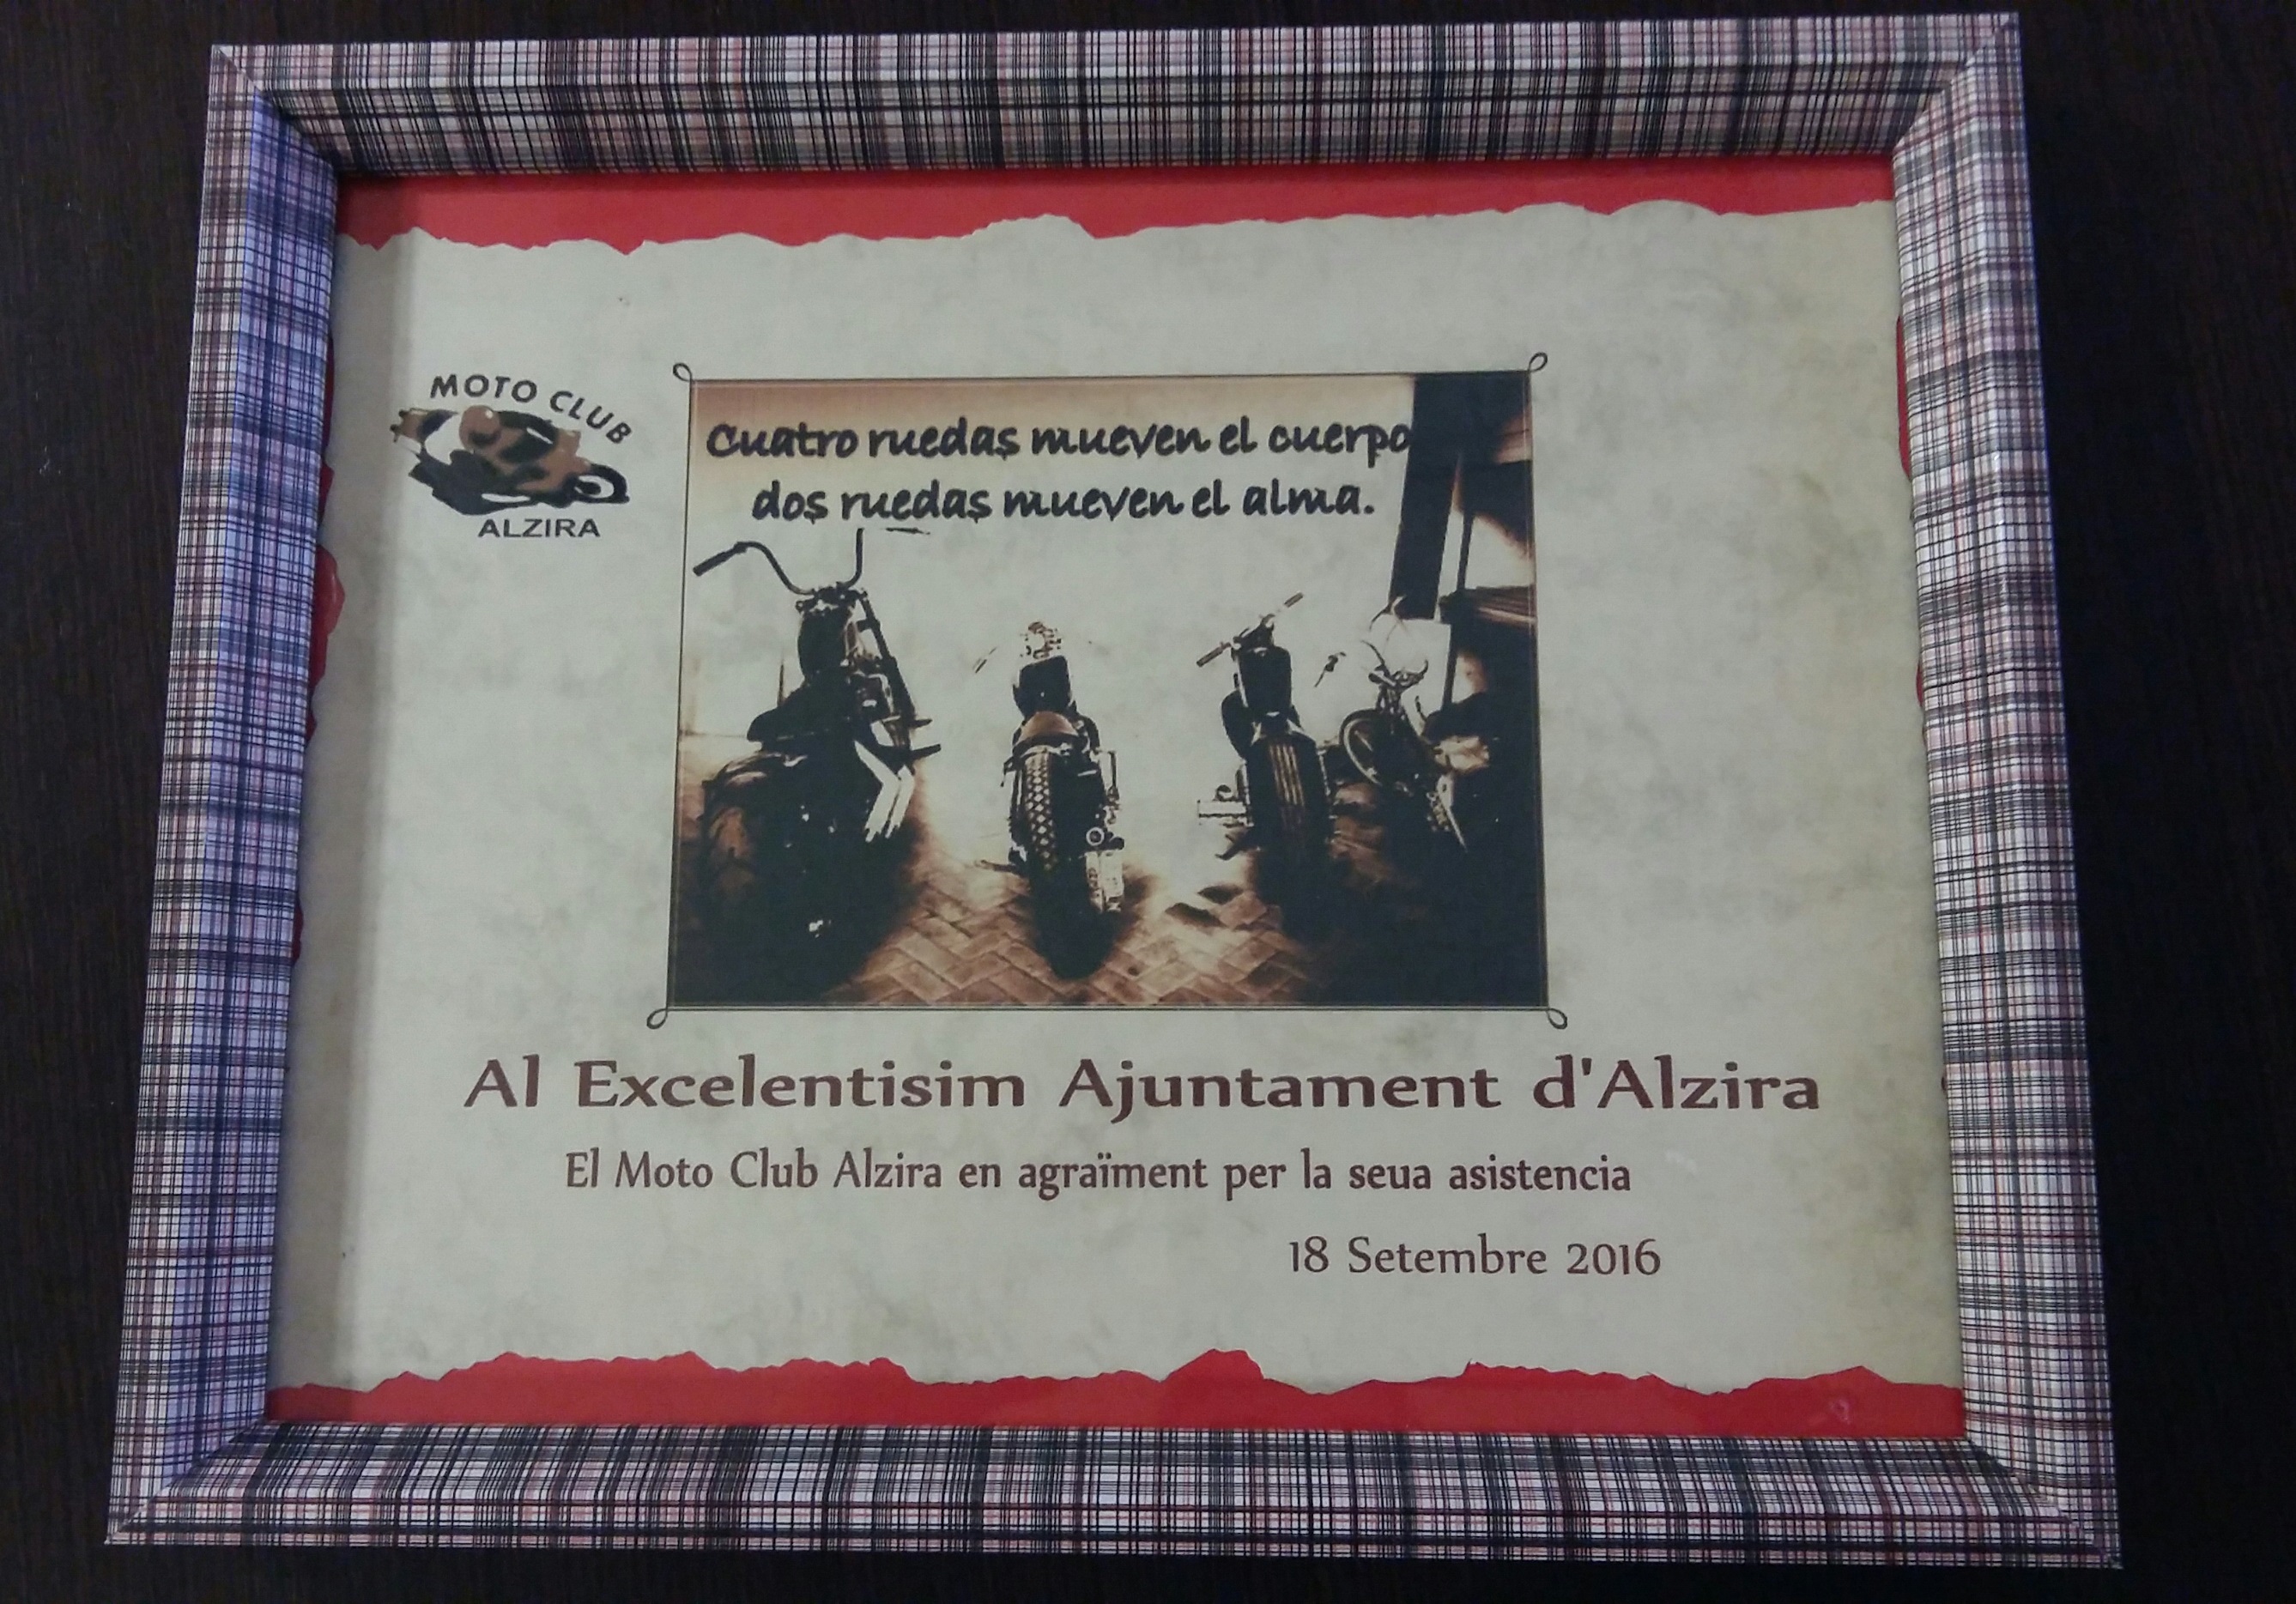 MOTO CLUB
ALZIRA
Cuatro ruedas mueven el cuerpo
dos ruedas mueven el alma.
Al Excelentisim Ajuntament d'Alzira
El Moto Club Alzira en agraïment per la seua asistencia
18 Setembre 2016